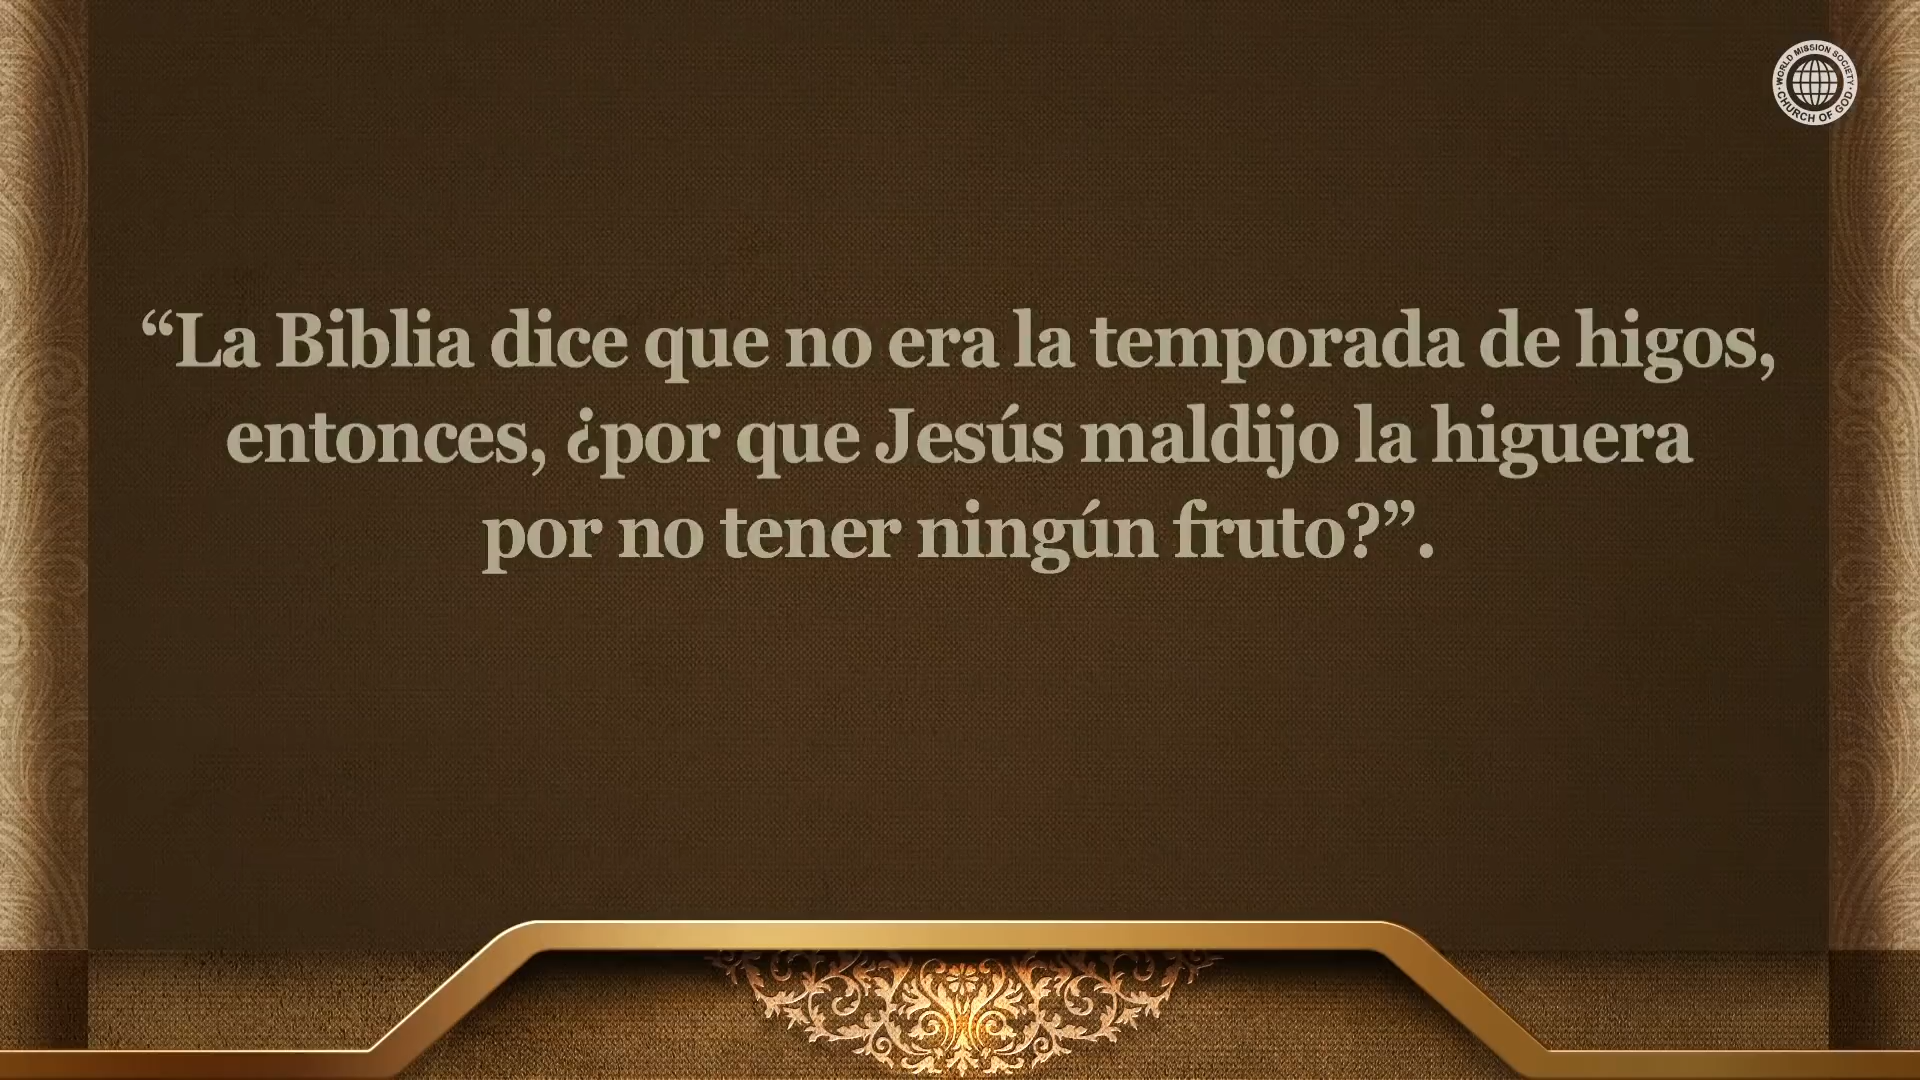 WORLD MISSION SOCIETY
CHURCH OF GOD
“La Biblia dice que no era la temporada de higos,
entonces, ¿por que Jesús maldijo la higuera
por no tener ningún fruto?”.